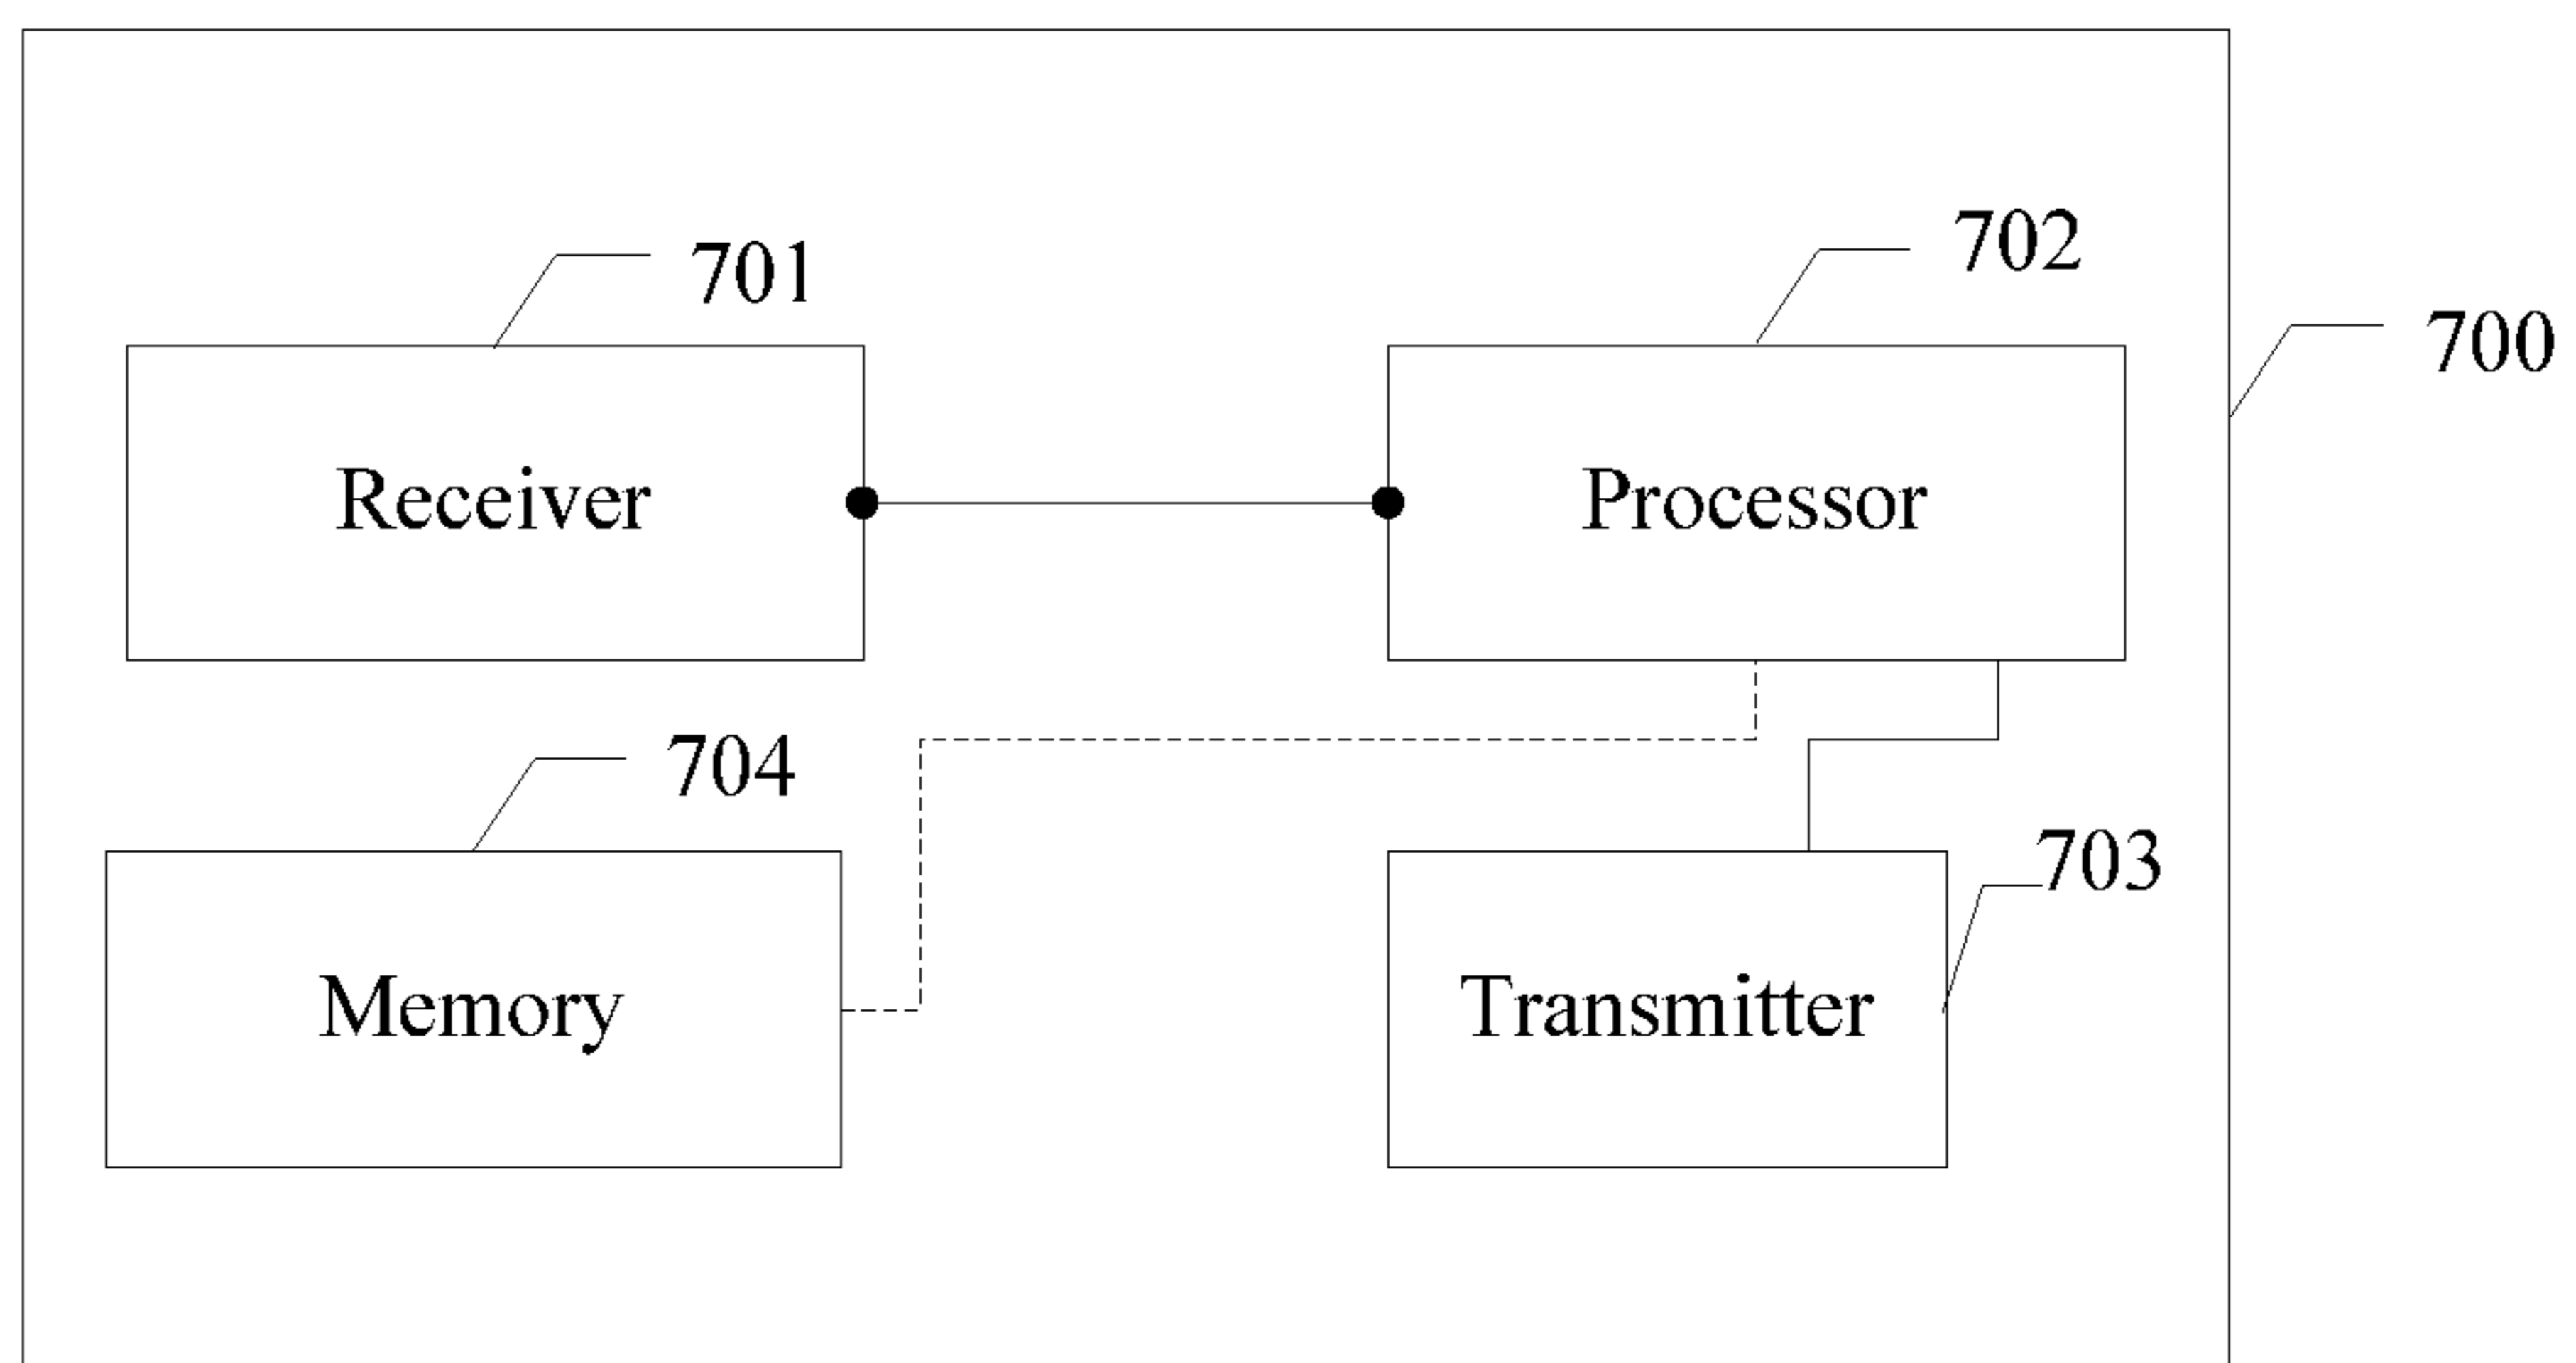 701
702
700
Receiver
Processor
704
703
Memory
Transmitter